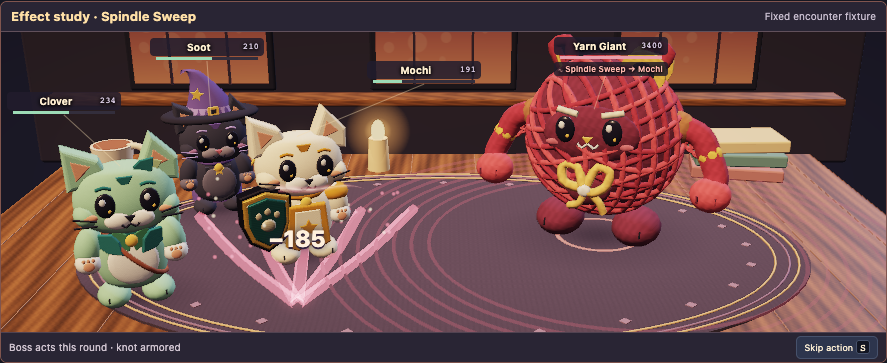 Effect study · Spindle Sweep
Fixed encounter fixture
Soot 210
Yarn Giant 3400
Spindle Sweep → Mochi
Mochi 191
Clover 234
−185
Boss acts this round · knot armored
Skip action S